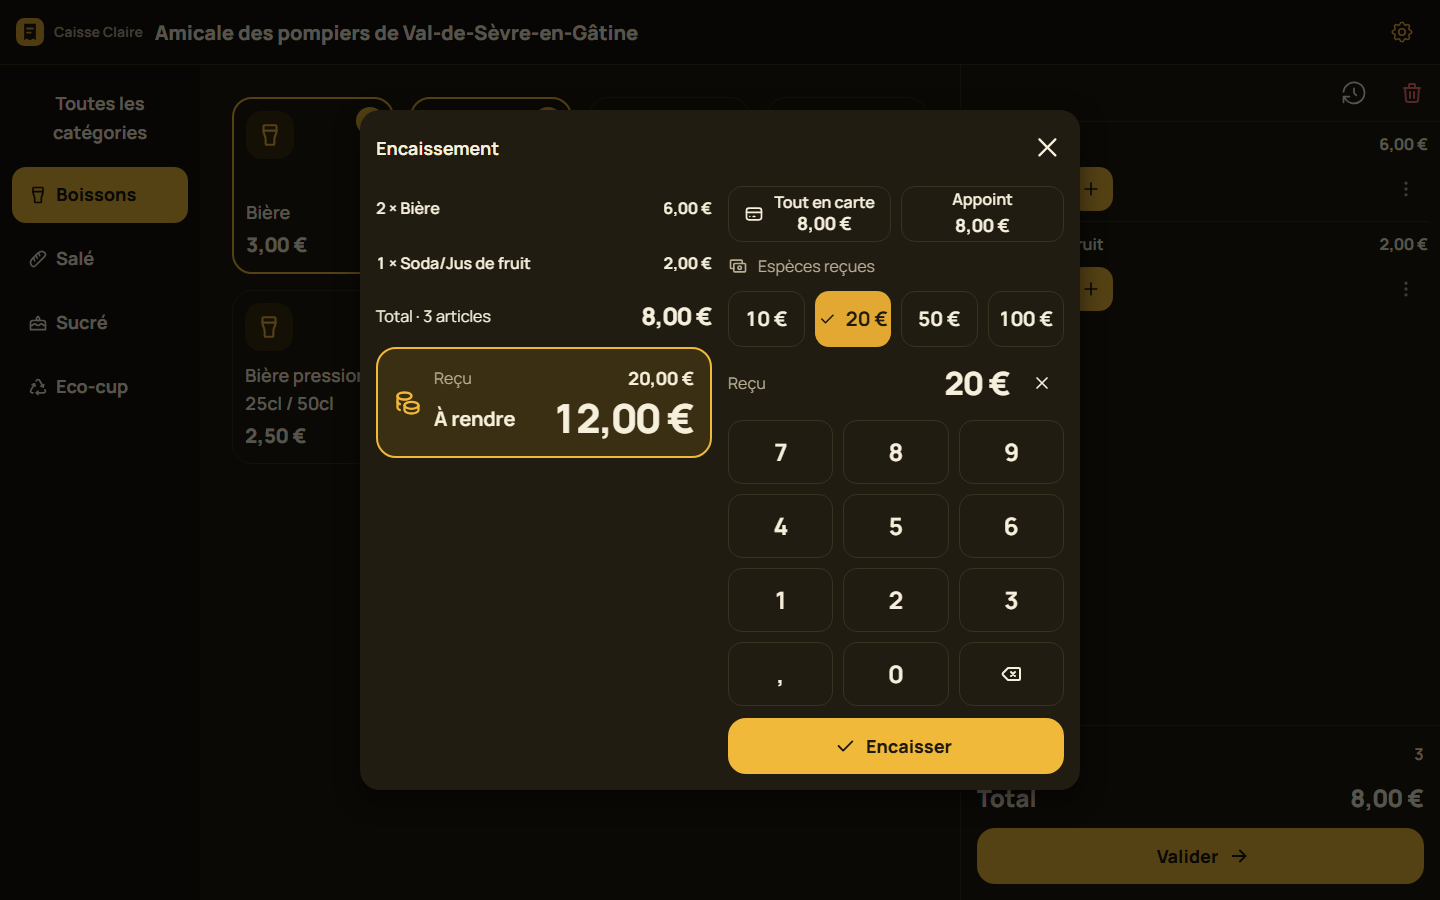 Caisse Claire
Amicale des pompiers de Val-de-Sèvre-en-Gâtine
Toutes les
catégories
Boissons
Salé
Sucré
Eco-cup
Bière
3,00 €
Bière pression
25cl / 50cl
2,50 €
Encaissement
2 × Bière 6,00 €
1 × Soda/Jus de fruit 2,00 €
Total · 3 articles 8,00 €
Reçu 20,00 €
À rendre 12,00 €
Tout en carte
8,00 €
Appoint
8,00 €
Espèces reçues
10 € 20 € 50 € 100 €
Reçu 20 €
7 8 9
4 5 6
1 2 3
, 0
Encaisser
6,00 €
+
ruit 2,00 €
+
3
Total 8,00 €
Valider